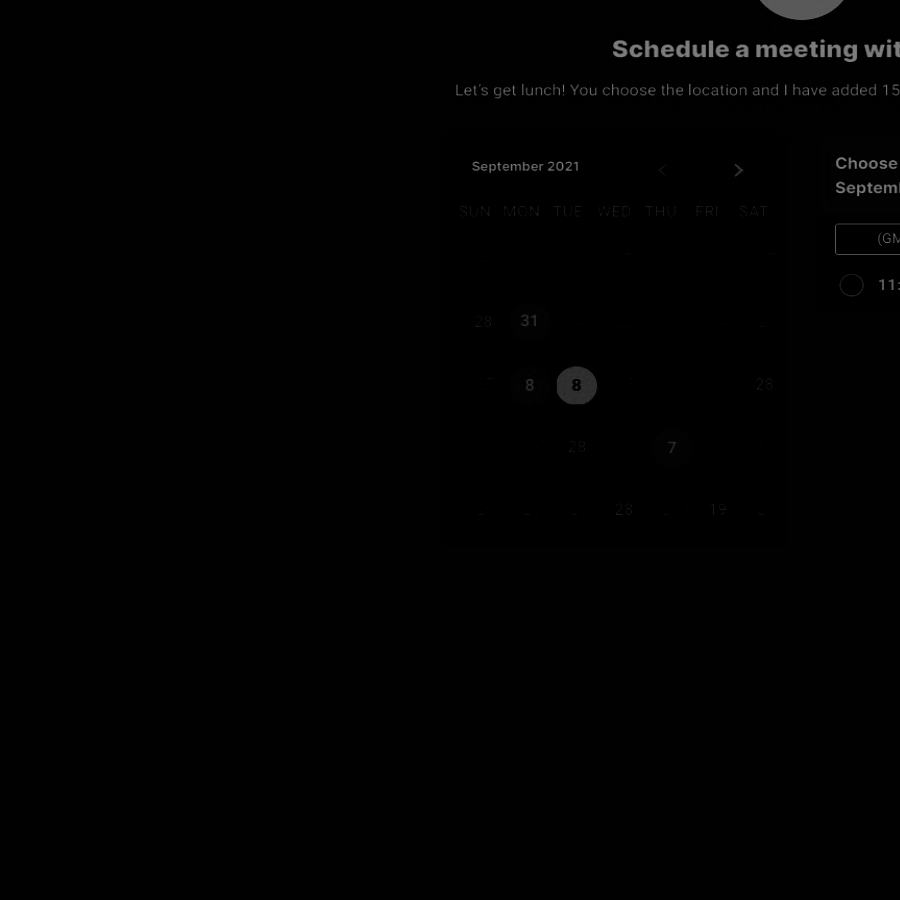 Schedule a meeting wit
Let's get lunch! You choose the location and I have added 15
September 2021
Choose
Septem
SUN MON TUE WED THU FRI SAT
(GM
11:
28 31
8 8 28
28 7
28 19